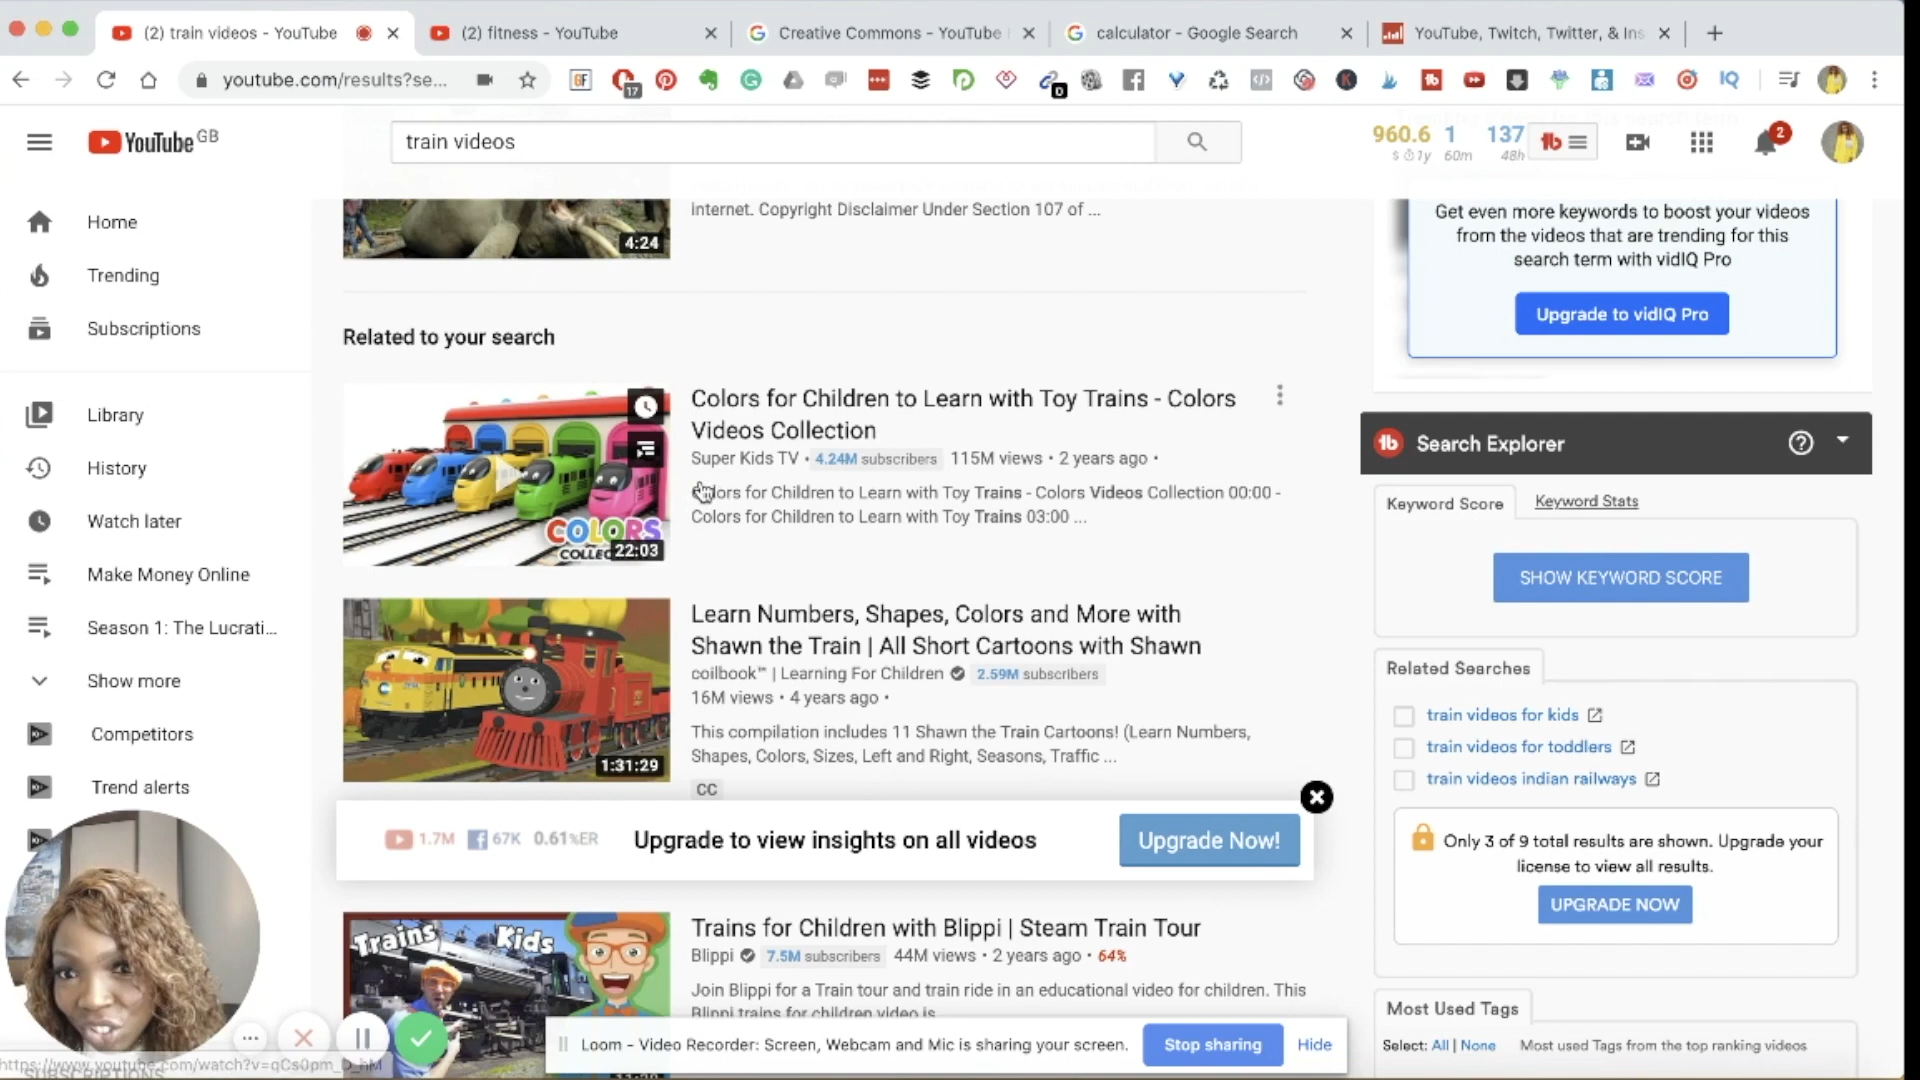 (2) train videos - YouTube
(2) fitness - YouTube
Creative Commons - YouTube
calculator - Google Search
YouTube, Twitch, Twitter, & Ins
youtube.com/results?se...
17
0
IQ
YouTube GB
train videos
960.6 1 137
$ 1y 60m 48h
2
Home
Trending
Subscriptions
Library
History
Watch later
Make Money Online
Season 1: The Lucrati...
Show more
Competitors
Trend alerts
SUBSCRIPTIONS
4:24
internet. Copyright Disclaimer Under Section 107 of ...
Related to your search
COLORS
22:03
Colors for Children to Learn with Toy Trains - Colors
Videos Collection
Super Kids TV • 4.24M subscribers 115M views • 2 years ago •
Colors for Children to Learn with Toy Trains - Colors Videos Collection 00:00 -
Colors for Children to Learn with Toy Trains 03:00 ...
1:31:29
Learn Numbers, Shapes, Colors and More with
Shawn the Train | All Short Cartoons with Shawn
coilbook™ | Learning For Children 2.59M subscribers
16M views • 4 years ago •
This compilation includes 11 Shawn the Train Cartoons! (Learn Numbers,
Shapes, Colors, Sizes, Left and Right, Seasons, Traffic ...
CC
1.7M 67K 0.61%ER Upgrade to view insights on all videos Upgrade Now!
Trains Kids
Trains for Children with Blippi | Steam Train Tour
Blippi 7.5M subscribers 44M views • 2 years ago • 64%
Join Blippi for a Train tour and train ride in an educational video for children. This
Blippi trains for children video is
Loom – Video Recorder: Screen, Webcam and Mic is sharing your screen. Stop sharing Hide
Get even more keywords to boost your videos
from the videos that are trending for this
search term with vidIQ Pro
Upgrade to vidIQ Pro
Search Explorer
Keyword Score Keyword Stats
SHOW KEYWORD SCORE
Related Searches
train videos for kids
train videos for toddlers
train videos indian railways
Only 3 of 9 total results are shown. Upgrade your
license to view all results.
UPGRADE NOW
Most Used Tags
Select: All | None Most used Tags from the top ranking videos